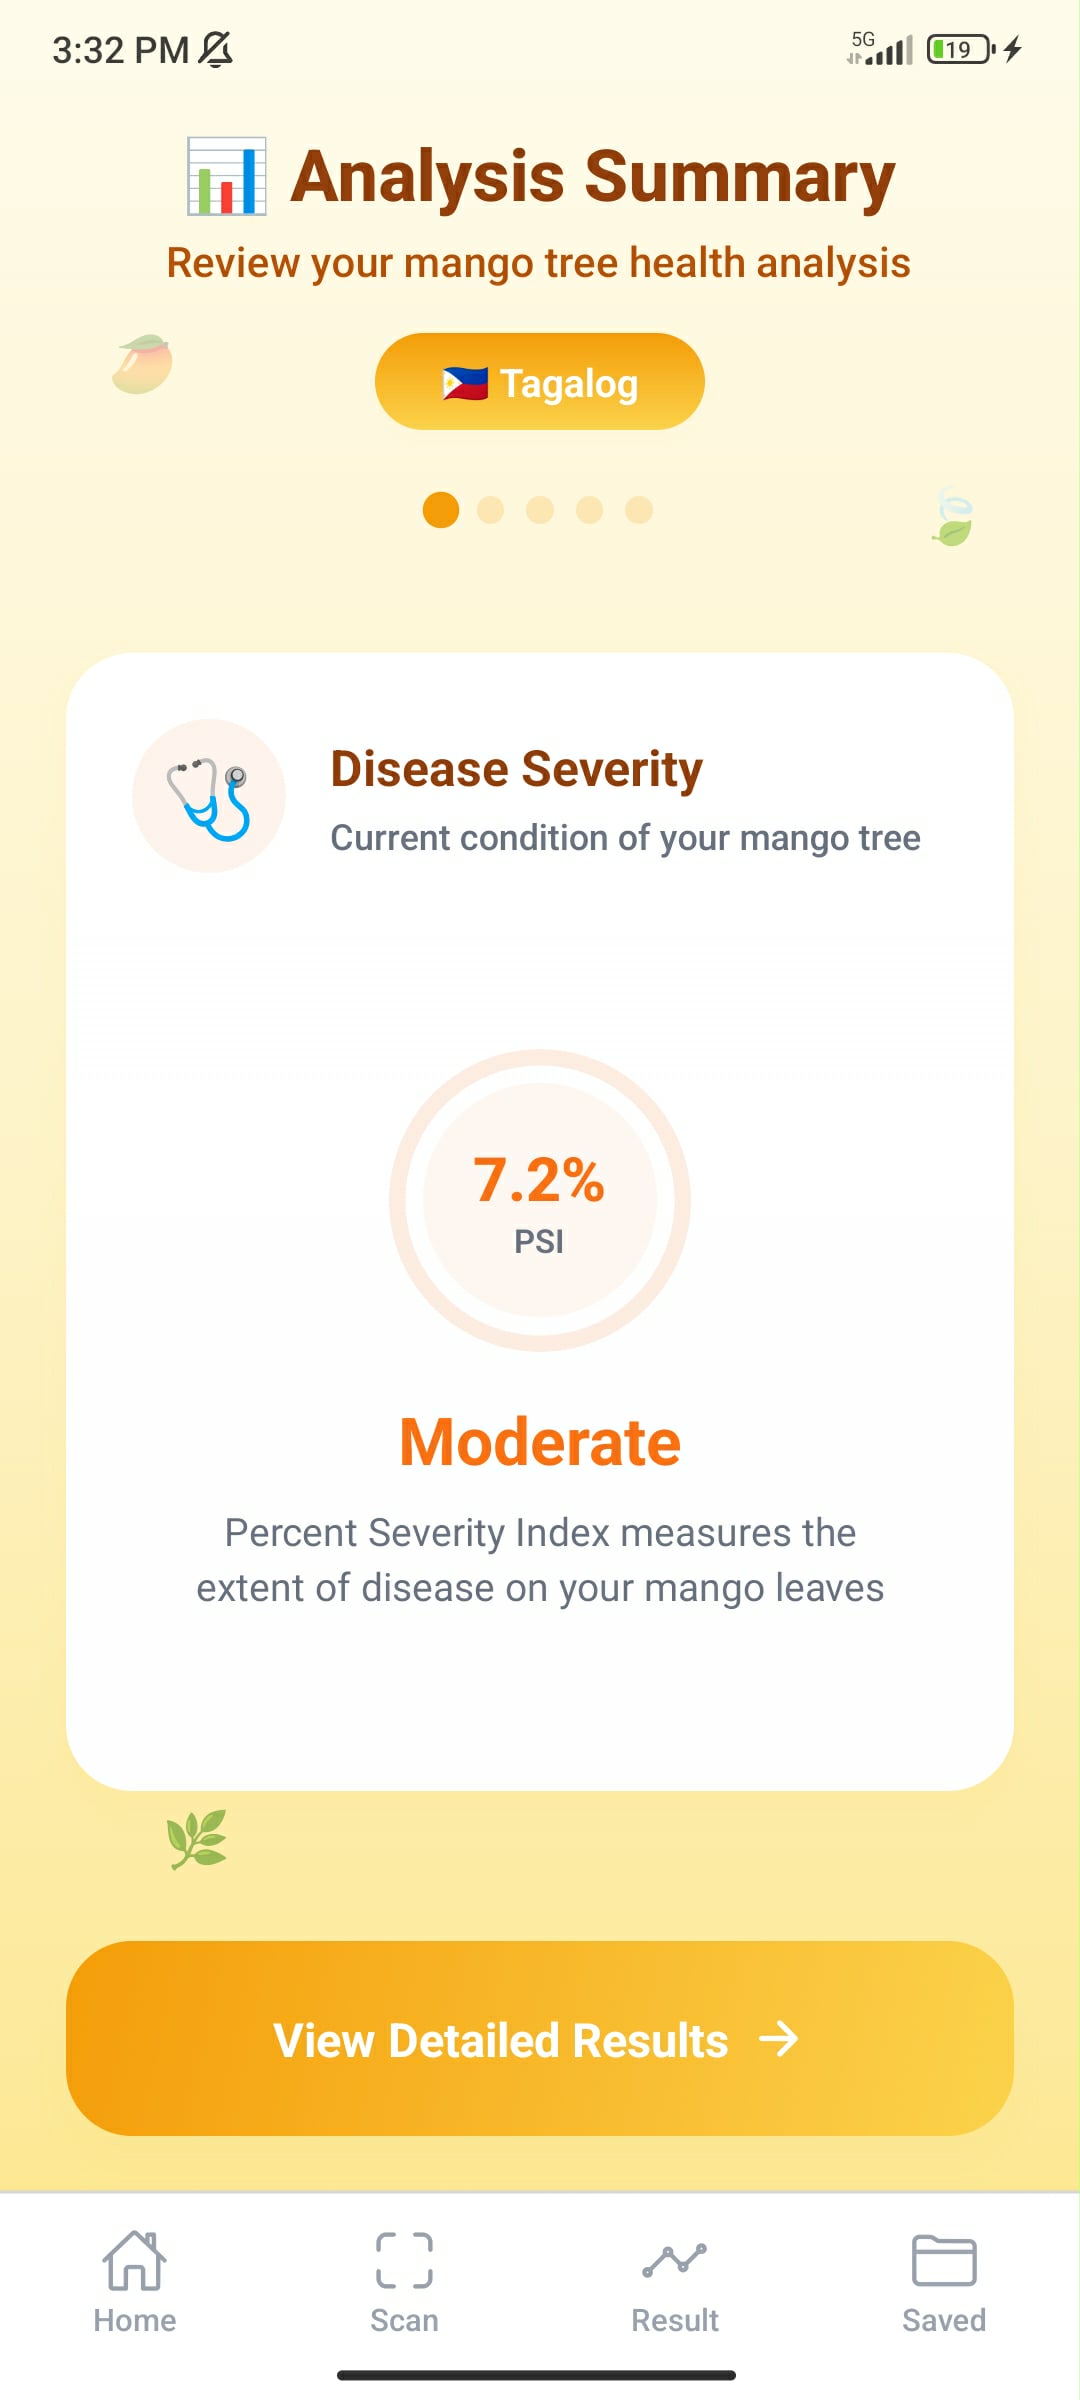 3:32 PM
5G
19
Analysis Summary
Review your mango tree health analysis
Tagalog
Disease Severity
Current condition of your mango tree
7.2%
PSI
Moderate
Percent Severity Index measures the
extent of disease on your mango leaves
View Detailed Results →
Home
Scan
Result
Saved